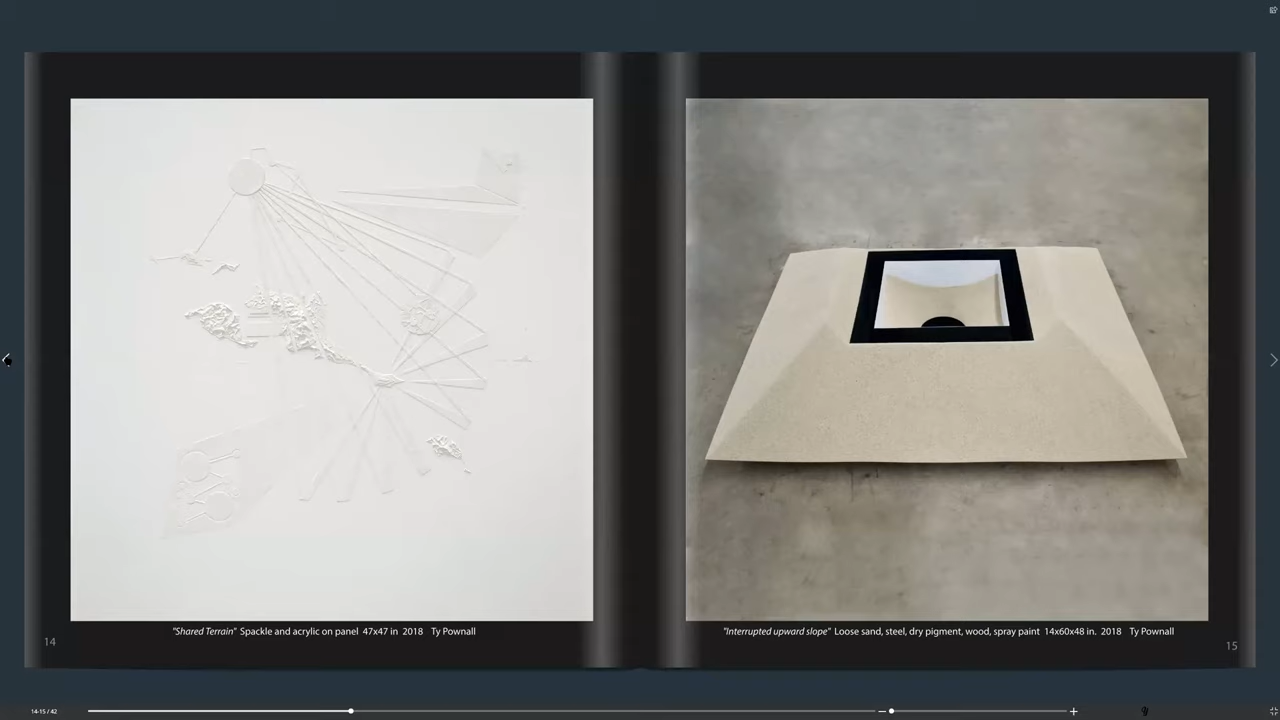 "Shared Terrain" Spackle and acrylic on panel 47x47 in 2018 Ty Pownall
14
"Interrupted upward slope" Loose sand, steel, dry pigment, wood, spray paint 14x60x48 in. 2018 Ty Pownall
15
14-15 / 42